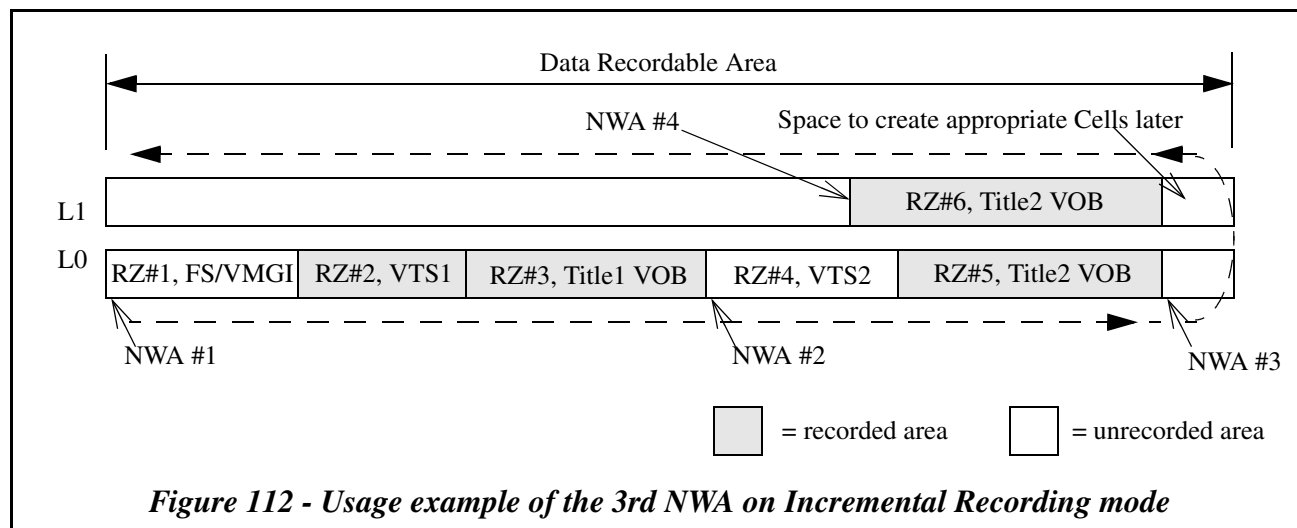 Data Recordable Area
NWA #4
Space to create appropriate Cells later
L1
RZ#6, Title2 VOB
L0
RZ#1, FS/VMGI
RZ#2, VTS1
RZ#3, Title1 VOB
RZ#4, VTS2
RZ#5, Title2 VOB
NWA #1
NWA #2
NWA #3
= recorded area
= unrecorded area
Figure 112 - Usage example of the 3rd NWA on Incremental Recording mode